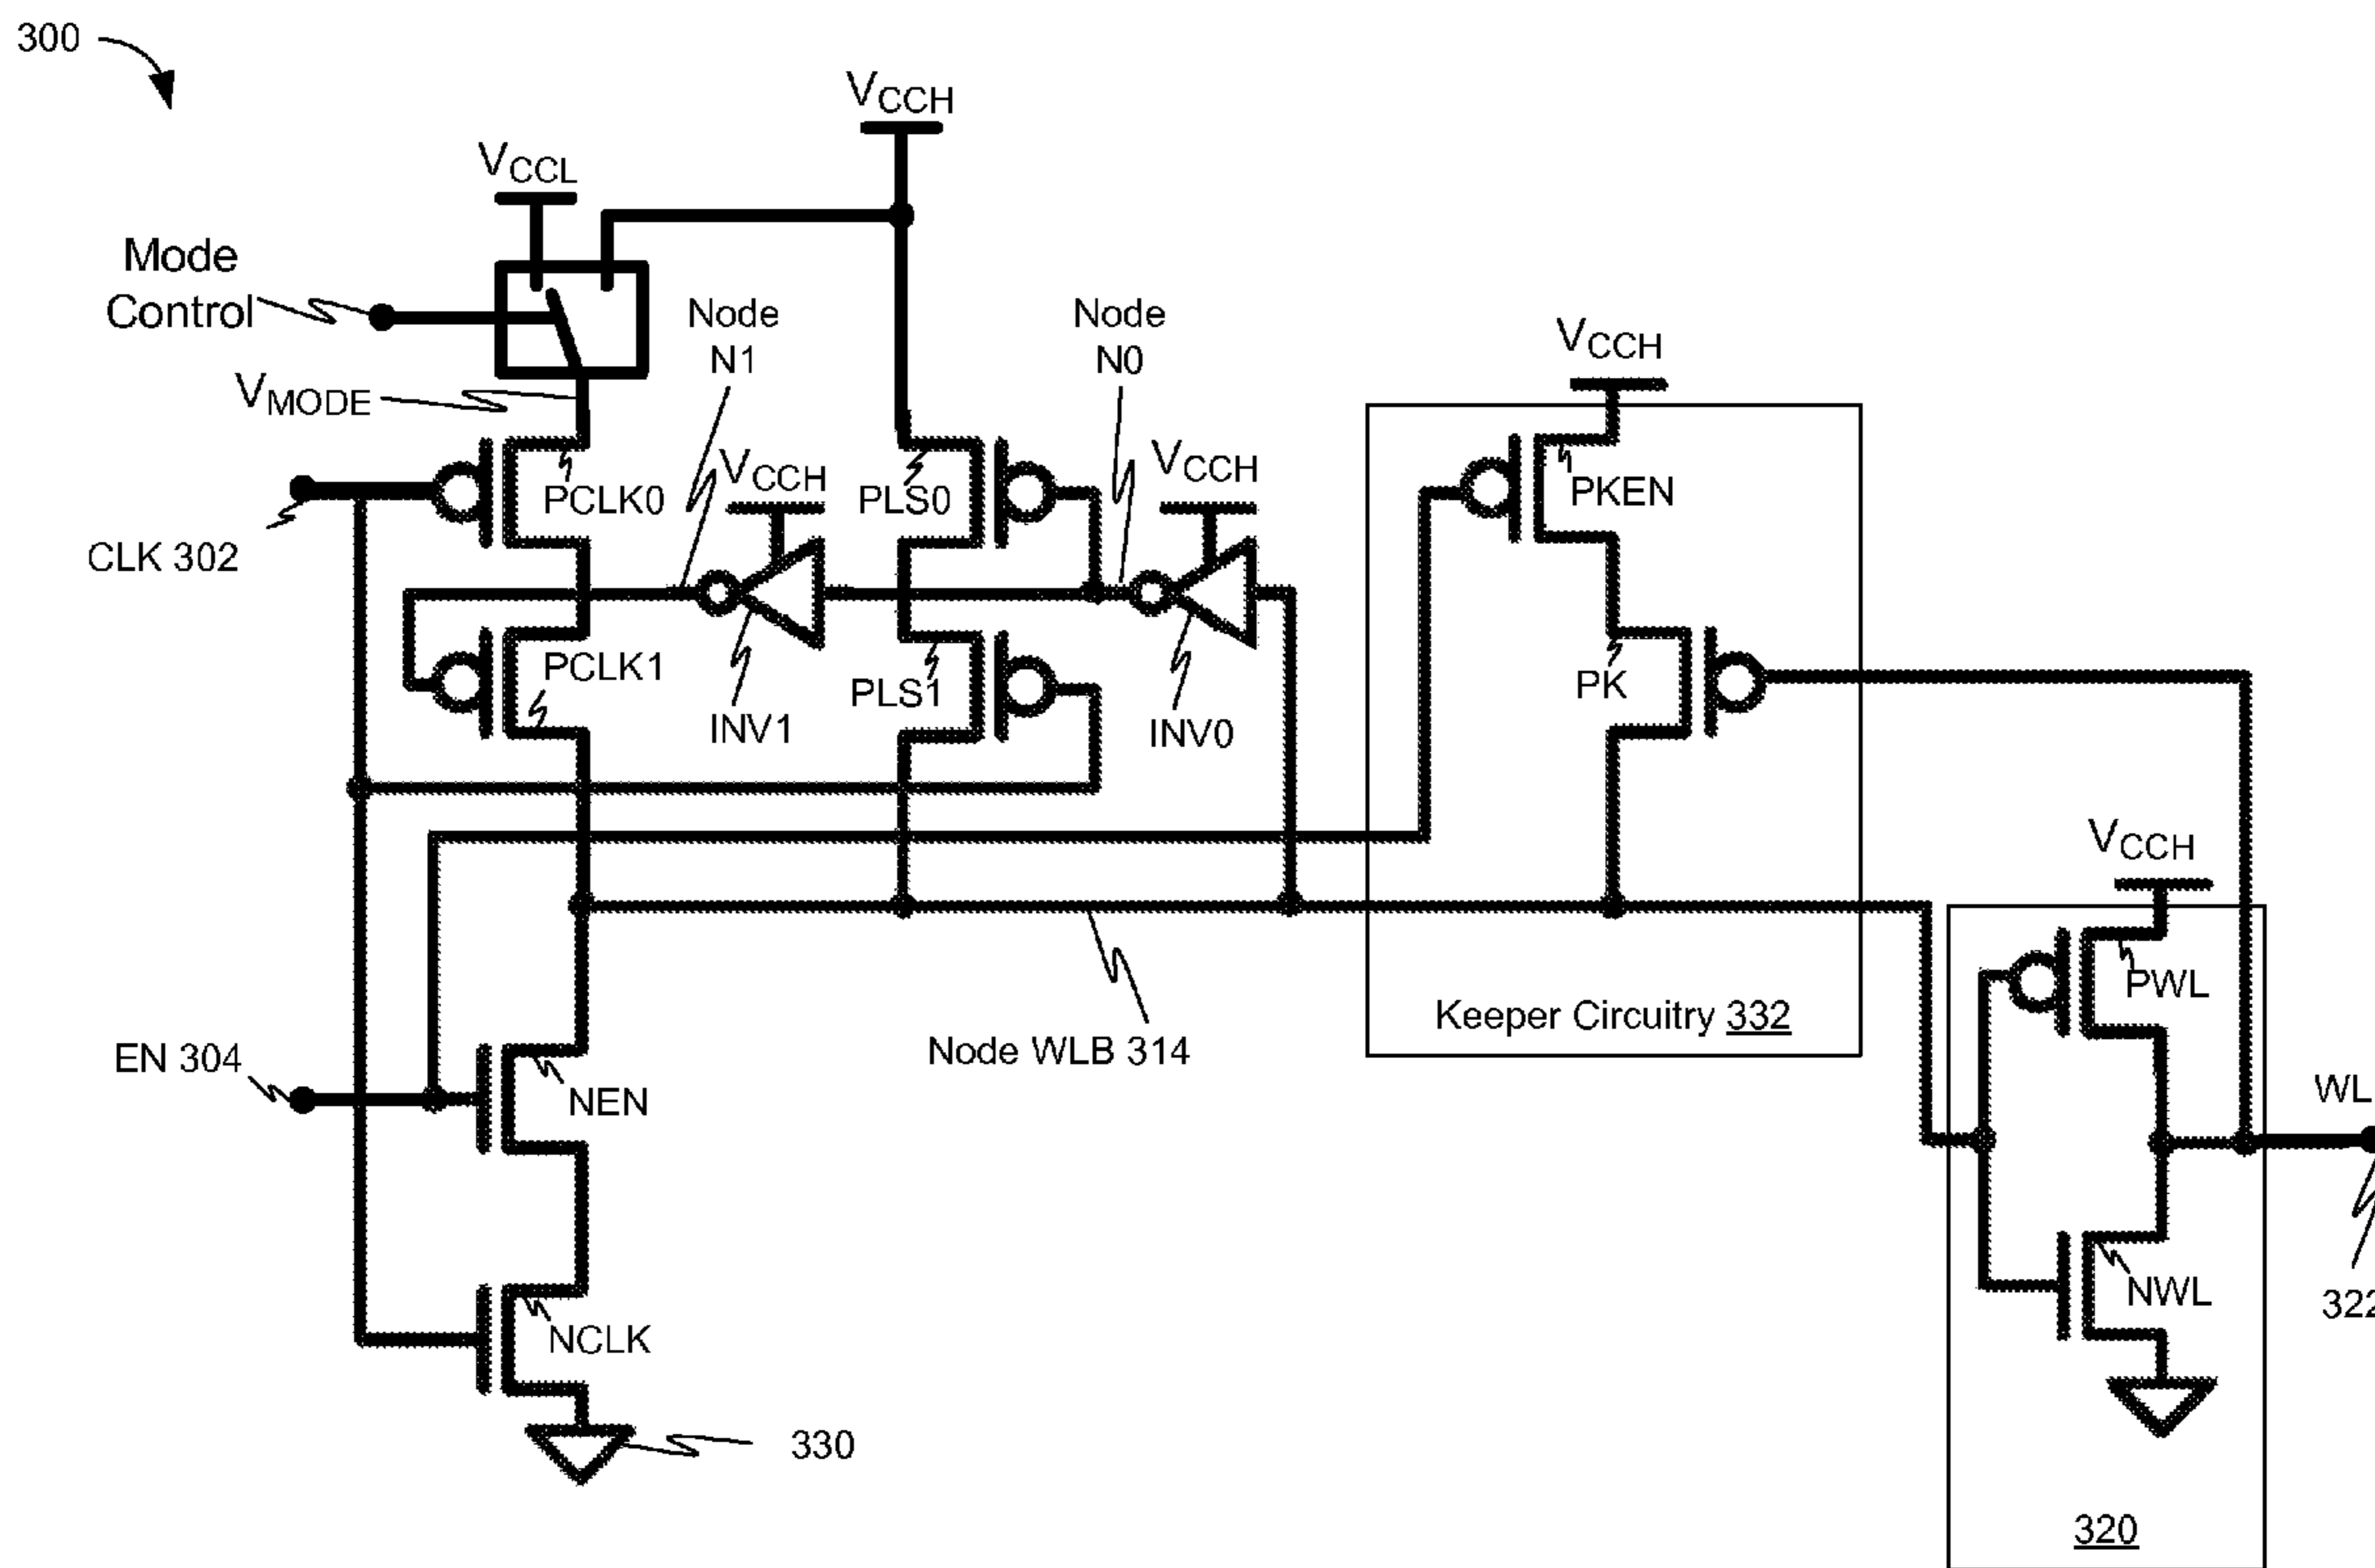 300
VCCH
VCCL
Mode
Control
Node
N1
Node
N0
VCCH
VMODE
VCCH
VCCH
PCLK0
PLS0
PKEN
CLK 302
PCLK1
PLS1
PK
INV1
INV0
VCCH
PWL
Keeper Circuitry 332
Node WLB 314
EN 304
NEN
WL
NWL
322
NCLK
330
320